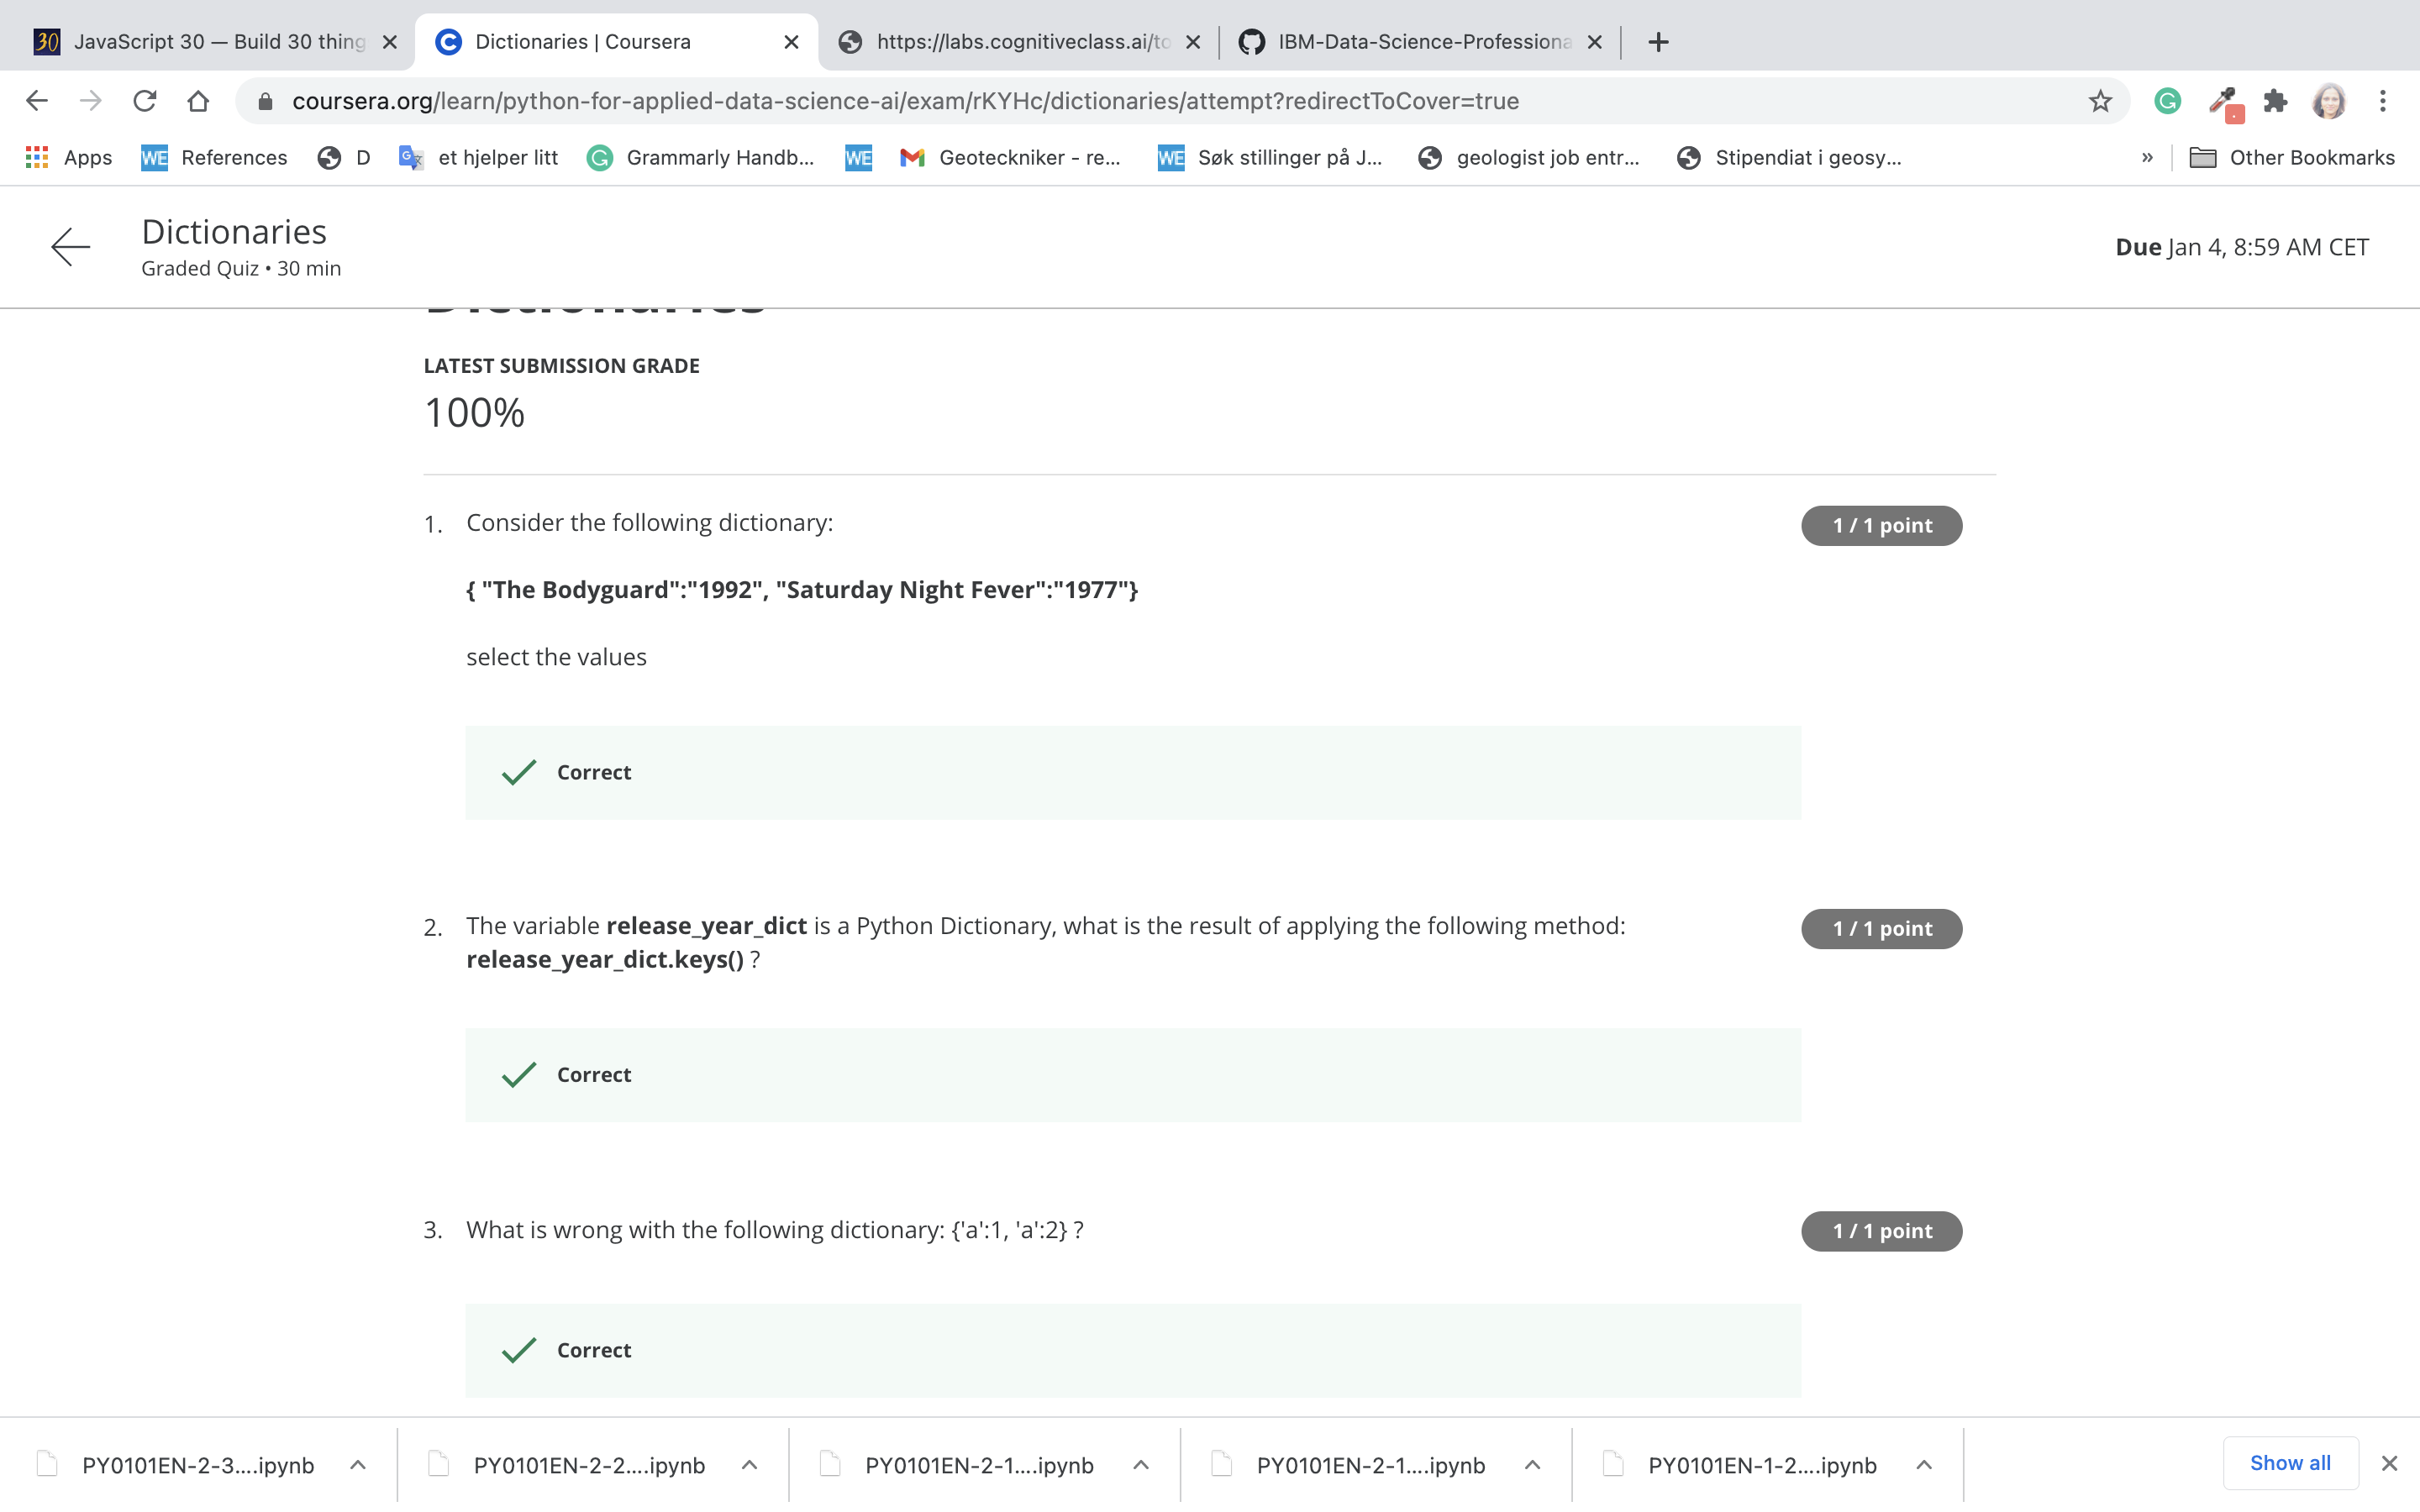 30 JavaScript 30 — Build 30 thing
Dictionaries | Coursera
https://labs.cognitiveclass.ai/to
IBM-Data-Science-Professiona
coursera.org/learn/python-for-applied-data-science-ai/exam/rKYHc/dictionaries/attempt?redirectToCover=true
Apps WE References D et hjelper litt Grammarly Handb... WE Geoteckniker - re... WE Søk stillinger på J... geologist job entr... Stipendiat i geosy... » Other Bookmarks
Dictionaries
Graded Quiz • 30 min
Due Jan 4, 8:59 AM CET
Dictionaries
LATEST SUBMISSION GRADE
100%
1. Consider the following dictionary:
1 / 1 point
{ "The Bodyguard":"1992", "Saturday Night Fever":"1977"}
select the values
Correct
2. The variable release_year_dict is a Python Dictionary, what is the result of applying the following method:
release_year_dict.keys() ?
1 / 1 point
Correct
3. What is wrong with the following dictionary: {'a':1, 'a':2} ?
1 / 1 point
Correct
PY0101EN-2-3....ipynb PY0101EN-2-2....ipynb PY0101EN-2-1....ipynb PY0101EN-2-1....ipynb PY0101EN-1-2....ipynb Show all